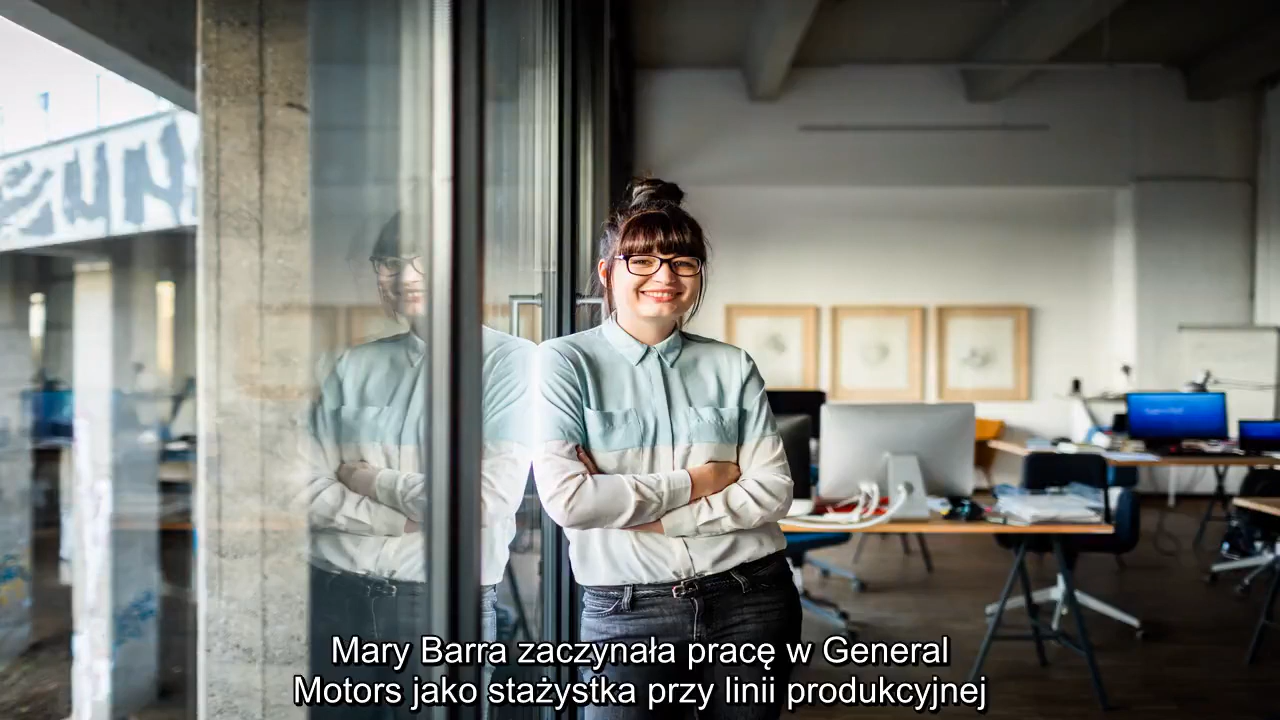 Mary Barra zaczynała pracę w General
Motors jako stażystka przy linii produkcyjnej